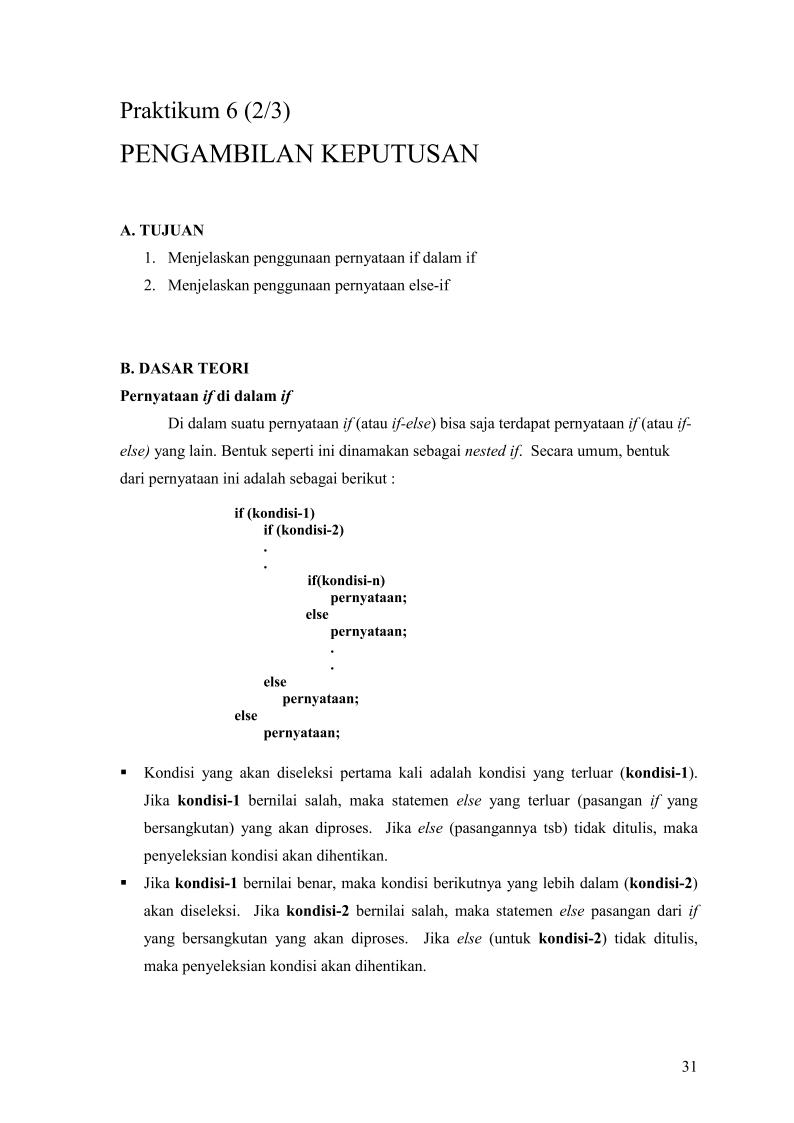 Praktikum 6 (2/3)
PENGAMBILAN KEPUTUSAN
A. TUJUAN
1. Menjelaskan penggunaan pernyataan if dalam if
2. Menjelaskan penggunaan pernyataan else-if
B. DASAR TEORI
Pernyataan if di dalam if
Di dalam suatu pernyataan if (atau if-else) bisa saja terdapat pernyataan if (atau if-
else) yang lain. Bentuk seperti ini dinamakan sebagai nested if. Secara umum, bentuk
dari pernyataan ini adalah sebagai berikut :
if (kondisi-1)
if (kondisi-2)
.
.
if(kondisi-n)
pernyataan;
else
pernyataan;
.
.
else
pernyataan;
else
pernyataan;
▪ Kondisi yang akan diseleksi pertama kali adalah kondisi yang terluar (kondisi-1).
Jika kondisi-1 bernilai salah, maka statemen else yang terluar (pasangan if yang
bersangkutan) yang akan diproses. Jika else (pasangannya tsb) tidak ditulis, maka
penyeleksian kondisi akan dihentikan.
▪ Jika kondisi-1 bernilai benar, maka kondisi berikutnya yang lebih dalam (kondisi-2)
akan diseleksi. Jika kondisi-2 bernilai salah, maka statemen else pasangan dari if
yang bersangkutan yang akan diproses. Jika else (untuk kondisi-2) tidak ditulis,
maka penyeleksian kondisi akan dihentikan.
31